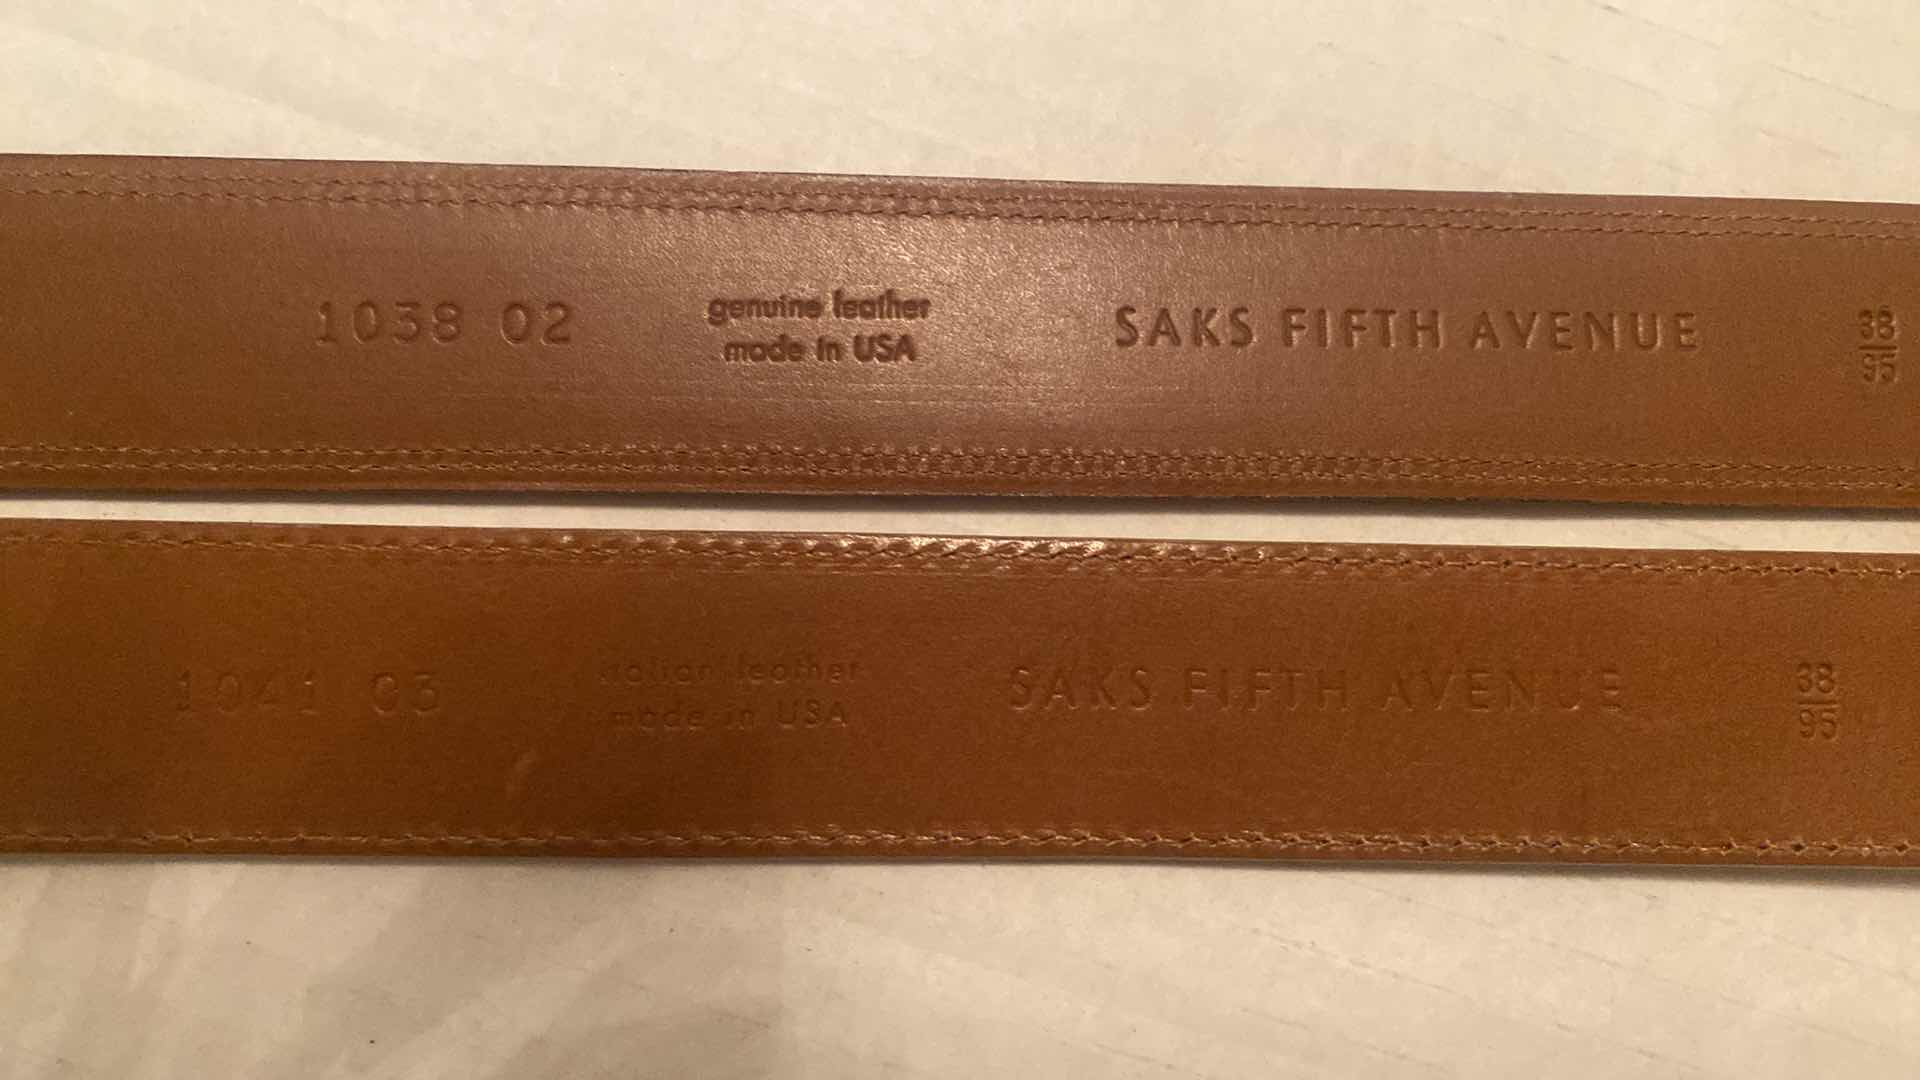 1038 02
genuine leather
made in USA
SAKS FIFTH AVENUE
38
95
1041 03
italian leather
made in USA
SAKS FIFTH AVENUE
38
95